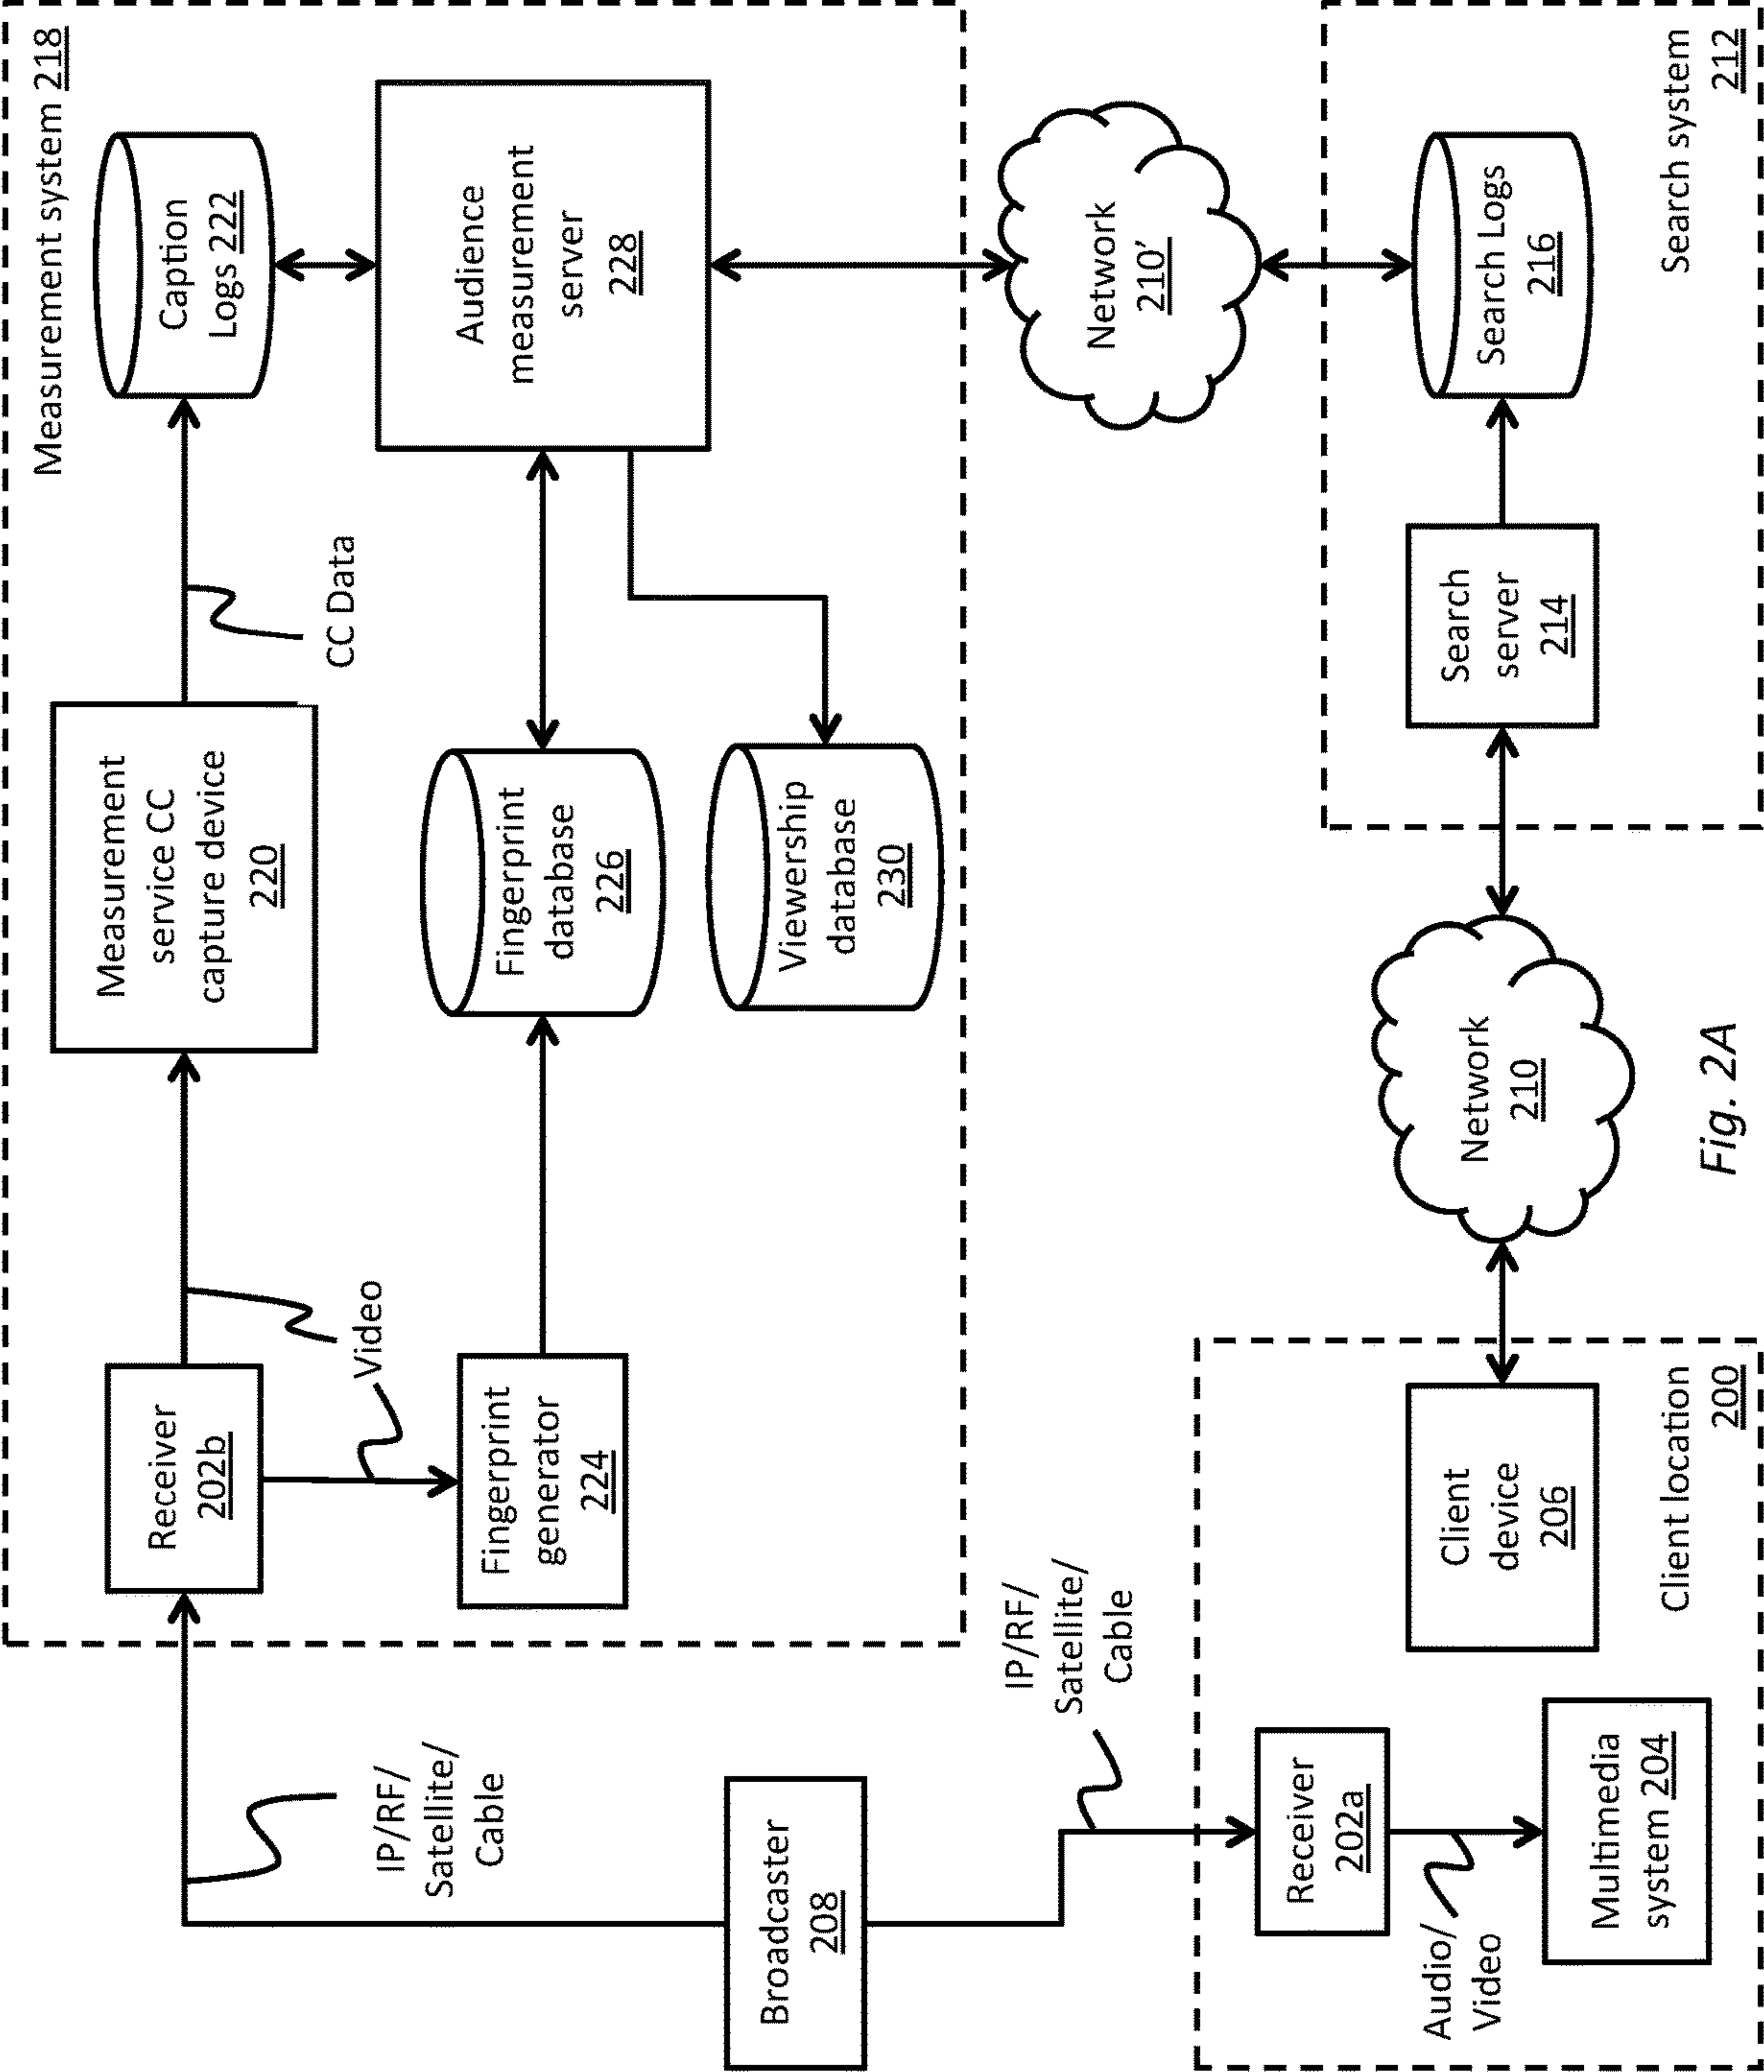 Measurement system 218
IP/RF/
Satellite/
Cable
Receiver
202b
Video
Measurement
service CC
capture device
220
CC Data
Caption
Logs 222
Fingerprint
generator
224
Fingerprint
database
226
Audience
measurement
server
228
Viewership
database
230
Broadcaster
208
IP/RF/
Satellite/
Cable
Network
210’
Receiver
202a
Audio/
Video
Multimedia
system 204
Client
device
206
Client location
200
Network
210
Search
server
214
Search Logs
216
Search system
212
Fig. 2A